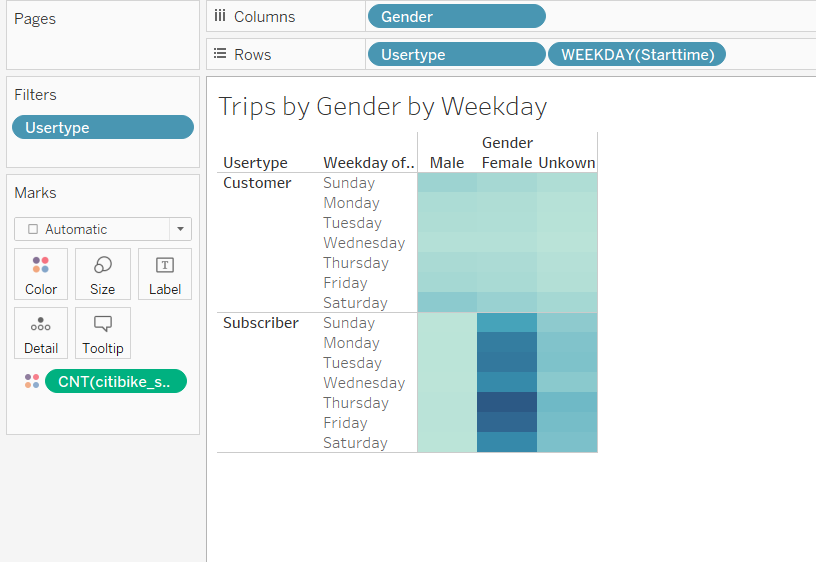 Pages
Columns Gender
Rows Usertype WEEKDAY(Starttime)
Filters
Usertype
Marks
Automatic
Color Size Label
Detail Tooltip
CNT(citibike_s..
Trips by Gender by Weekday
Gender
Usertype Weekday of.. Male Female Unkown
Customer Sunday
Monday
Tuesday
Wednesday
Thursday
Friday
Saturday
Subscriber Sunday
Monday
Tuesday
Wednesday
Thursday
Friday
Saturday